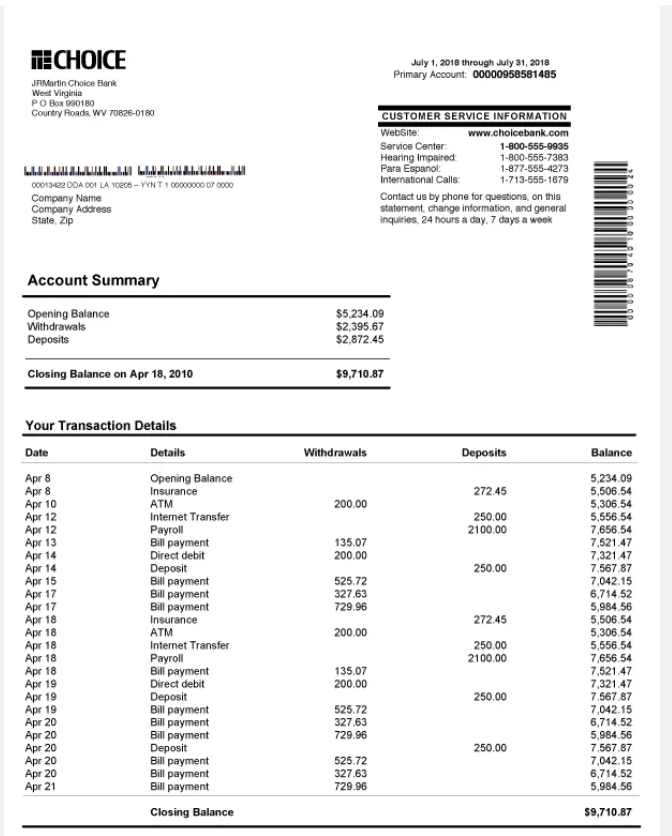 CHOICE
JRMartin Choice Bank
West Virginia
P O Box 990180
Country Roads, WV 70826-0180
July 1, 2018 through July 31, 2018
Primary Account: 00000958581485
CUSTOMER SERVICE INFORMATION
WebSite: www.choicebank.com
Service Center: 1-800-555-9935
Hearing Impaired: 1-800-555-7383
Para Espanol: 1-877-555-4273
International Calls: 1-713-555-1679
Contact us by phone for questions, on this
statement, change information, and general
inquiries, 24 hours a day, 7 days a week
00013422 DDA 001 LA 10205 – YYN T 1 00000000 07 0000
Company Name
Company Address
State, Zip
Account Summary
Opening Balance $5,234.09
Withdrawals $2,395.67
Deposits $2,872.45
Closing Balance on Apr 18, 2010 $9,710.87
Your Transaction Details
Date Details Withdrawals Deposits Balance
Apr 8 Opening Balance 5,234.09
Apr 8 Insurance 272.45 5,506.54
Apr 10 ATM 200.00 5,306.54
Apr 12 Internet Transfer 250.00 5,556.54
Apr 12 Payroll 2100.00 7,656.54
Apr 13 Bill payment 135.07 7,521.47
Apr 14 Direct debit 200.00 7,321.47
Apr 14 Deposit 250.00 7.567.87
Apr 15 Bill payment 525.72 7,042.15
Apr 17 Bill payment 327.63 6,714.52
Apr 17 Bill payment 729.96 5,984.56
Apr 18 Insurance 272.45 5,506.54
Apr 18 ATM 200.00 5,306.54
Apr 18 Internet Transfer 250.00 5,556.54
Apr 18 Payroll 2100.00 7,656.54
Apr 18 Bill payment 135.07 7,521.47
Apr 19 Direct debit 200.00 7,321.47
Apr 19 Deposit 250.00 7.567.87
Apr 19 Bill payment 525.72 7,042.15
Apr 20 Bill payment 327.63 6,714.52
Apr 20 Bill payment 729.96 5,984.56
Apr 20 Deposit 250.00 7.567.87
Apr 20 Bill payment 525.72 7,042.15
Apr 20 Bill payment 327.63 6,714.52
Apr 21 Bill payment 729.96 5,984.56
Closing Balance $9,710.87